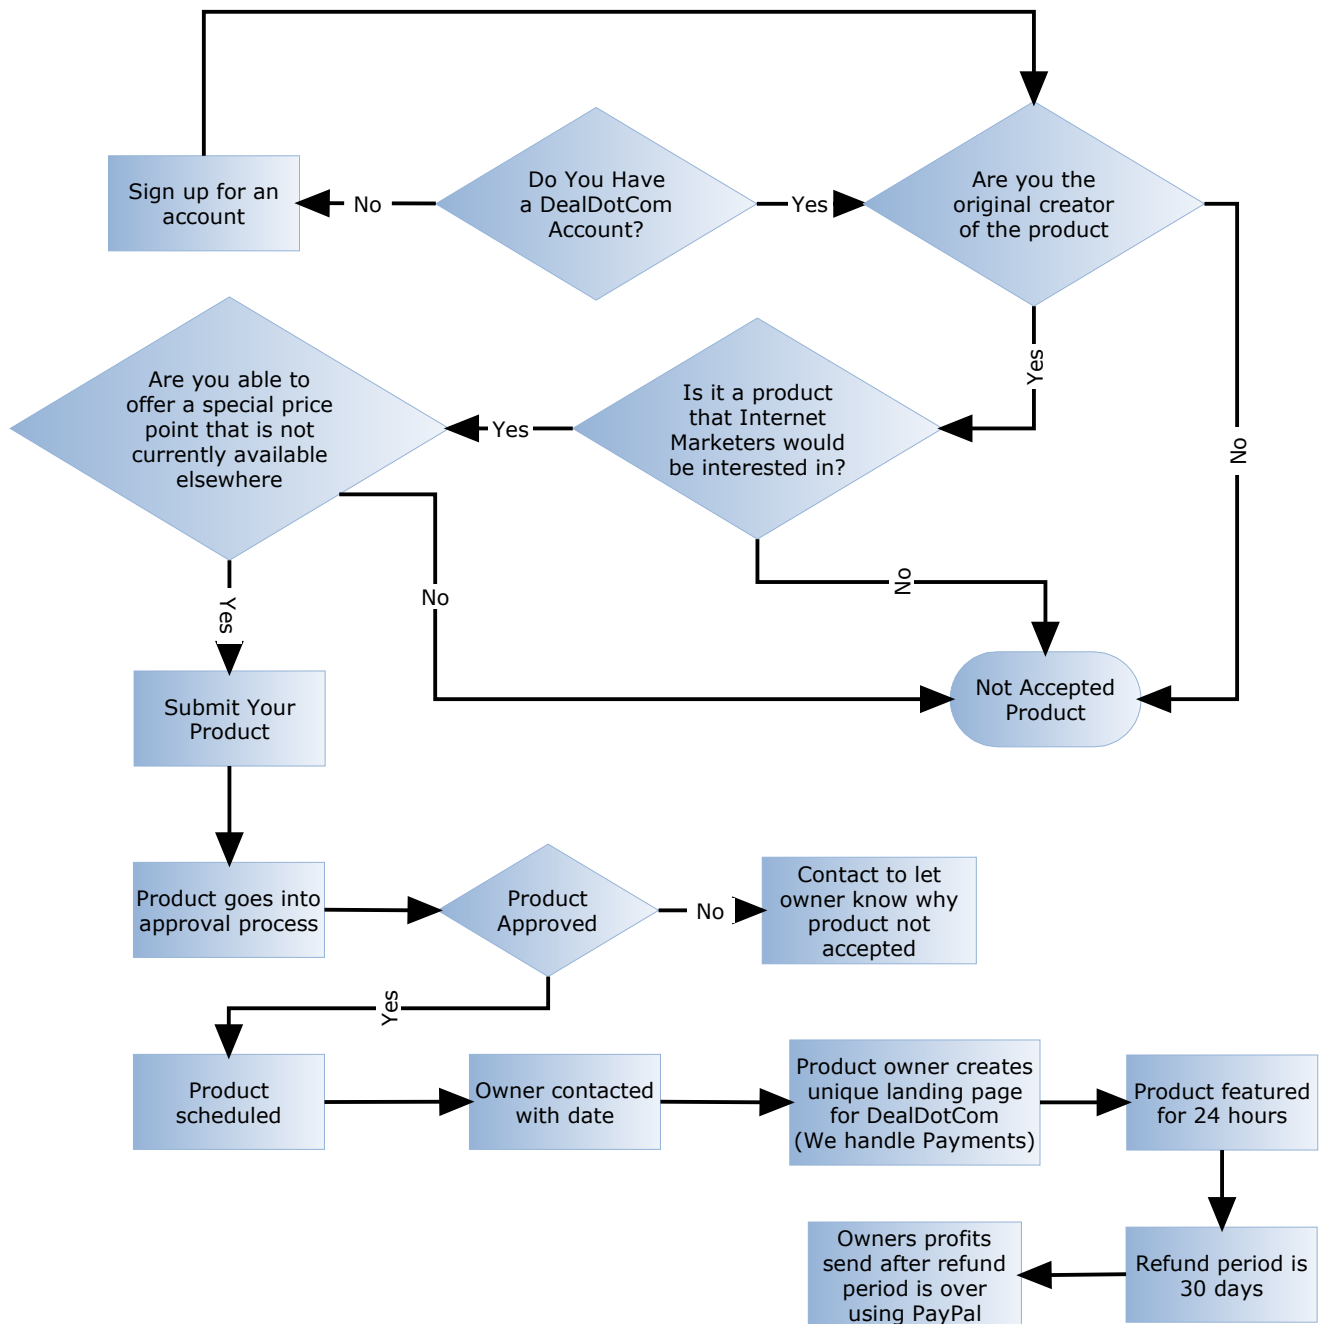 Sign up for an
account
No
Do You Have
a DealDotCom
Account?
Yes
Are you the
original creator
of the product
No
Yes
Is it a product
that Internet
Marketers would
be interested in?
Yes
Are you able to
offer a special price
point that is not
currently available
elsewhere
No
No
Yes
Not Accepted
Product
Submit Your
Product
Product goes into
approval process
Product
Approved
No
Contact to let
owner know why
product not
accepted
Yes
Product
scheduled
Owner contacted
with date
Product owner creates
unique landing page
for DealDotCom
(We handle Payments)
Product featured
for 24 hours
Refund period is
30 days
Owners profits
send after refund
period is over
using PayPal